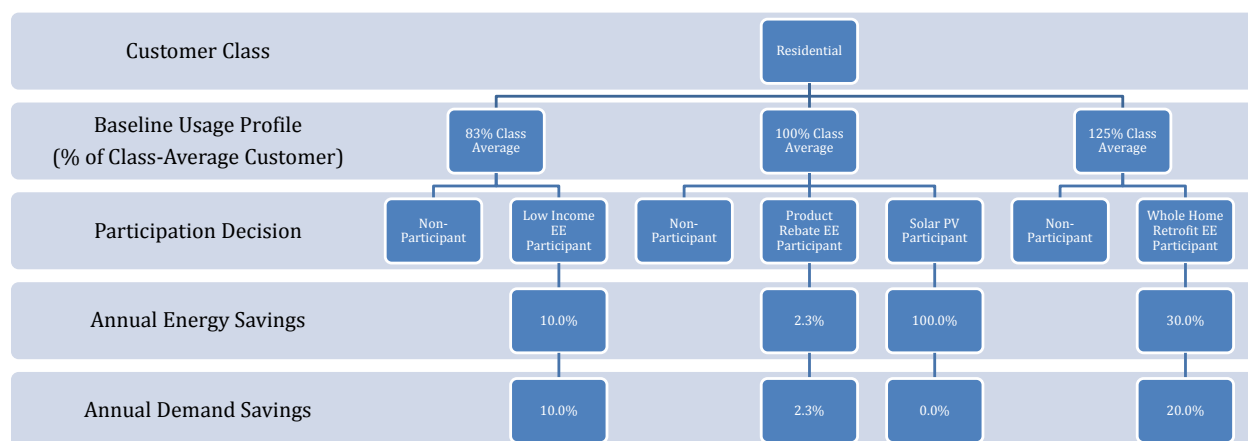 Customer Class
Residential
Baseline Usage Profile
(% of Class-Average Customer)
83% Class
Average
100% Class
Average
125% Class
Average
Participation Decision
Non-
Participant
Low Income
EE
Participant
Non-
Participant
Product
Rebate EE
Participant
Solar PV
Participant
Non-
Participant
Whole Home
Retrofit EE
Participant
Annual Energy Savings
10.0%
2.3%
100.0%
30.0%
Annual Demand Savings
10.0%
2.3%
0.0%
20.0%